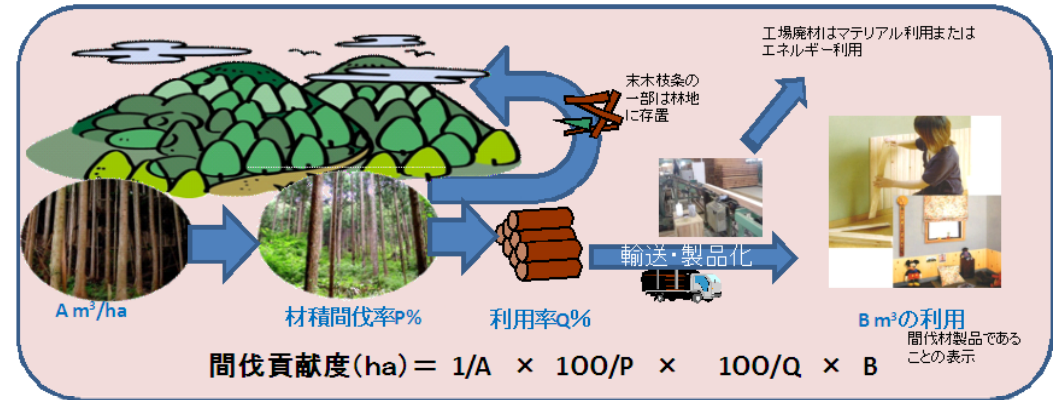 工場廃材はマテリアル利用または
エネルギー利用
末木枝条の
一部は林地
に存置
輸送・製品化
A m³/ha
材積間伐率P%
利用率Q%
B m³の利用
間伐材製品である
ことの表示
間伐貢献度(ha)= 1/A × 100/P × 100/Q × B